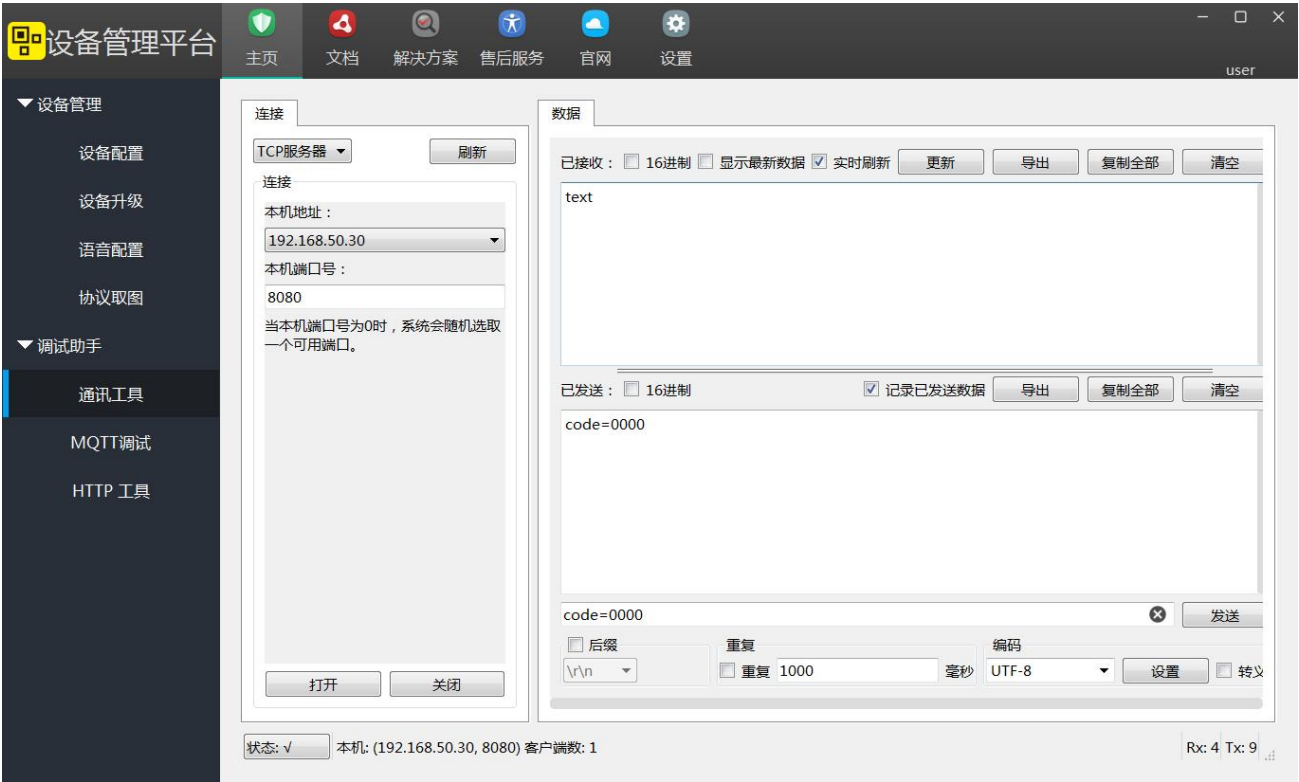 设备管理平台
主页 文档 解决方案 售后服务 官网 设置
user
设备管理
设备配置
设备升级
语音配置
协议取图
调试助手
通讯工具
MQTT调试
HTTP 工具
连接
TCP服务器 刷新
连接
本机地址：
192.168.50.30
本机端口号：
8080
当本机端口号为0时，系统会随机选取
一个可用端口。
打开 关闭
数据
已接收： 16进制 显示最新数据 实时刷新 更新 导出 复制全部 清空
text
已发送： 16进制 记录已发送数据 导出 复制全部 清空
code=0000
code=0000 发送
后缀 重复 编码
\r\n 重复 1000 毫秒 UTF-8 设置 转义
状态: √ 本机: (192.168.50.30, 8080) 客户端数: 1 Rx: 4 Tx: 9